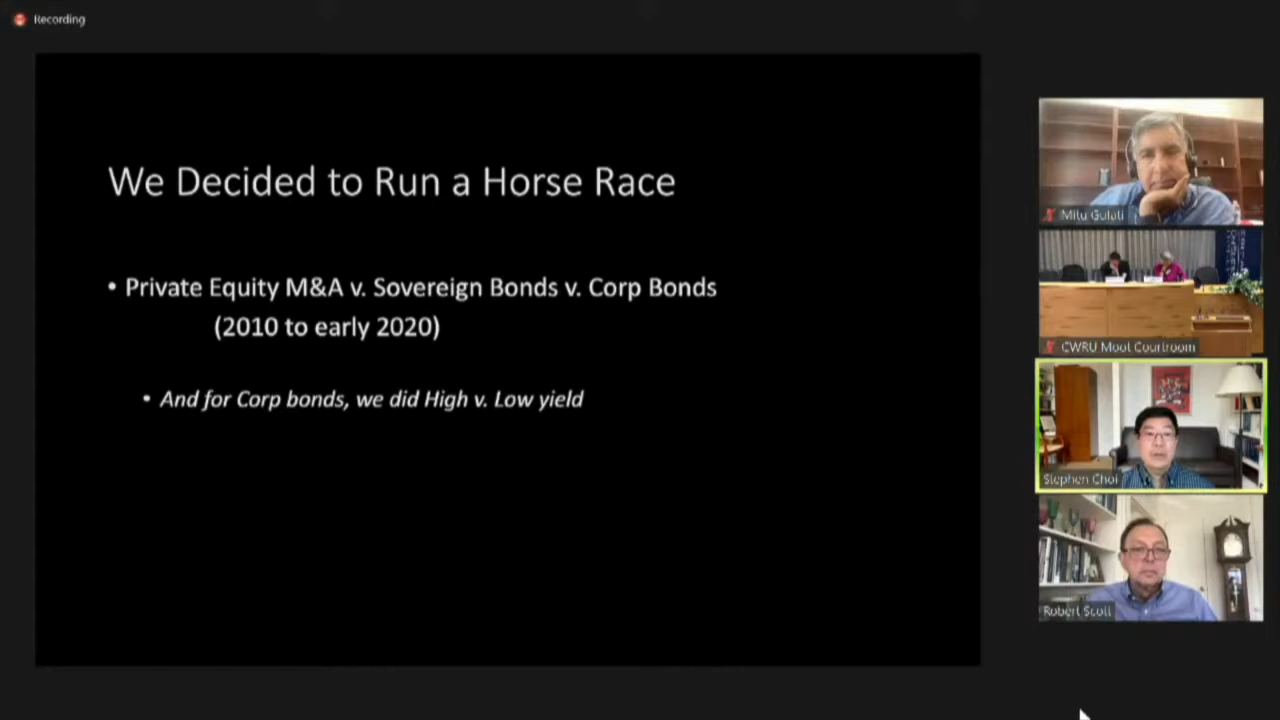 Recording
We Decided to Run a Horse Race
• Private Equity M&A v. Sovereign Bonds v. Corp Bonds
(2010 to early 2020)
• And for Corp bonds, we did High v. Low yield
Mitu Gulati
CWRU Moot Courtroom
Stephen Choi
Robert Scott